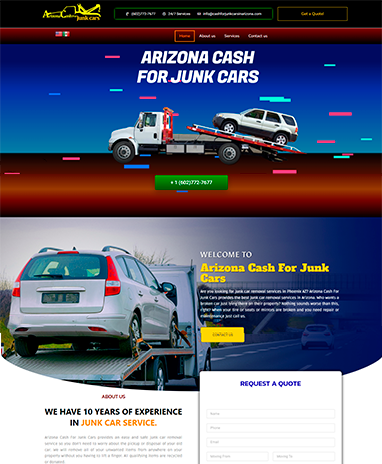 Arizona Cash For junk cars
(602)772-7677
24/7 Services
info@cashforjunkcarsinarizona.com
Get a Quote!
Home About us Services Contact us
ARIZONA CASH
FOR JUNK CARS
+ 1 (602)772-7677
WELCOME TO
Arizona Cash For Junk
Cars
Are you looking for junk car removal services in Phoenix AZ? Arizona Cash For
Junk Cars provides the best junk car removal services in Arizona. Who wants a
broken car just lying there on their property? Nothing sounds worse than this,
right? When your tire or seats or mirrors are broken and you need repair or
maintenance just call us.
CONTACT US
ABOUT US
WE HAVE 10 YEARS OF EXPERIENCE
IN JUNK CAR SERVICE.
Arizona Cash For Junk Cars provides an easy and safe junk car removal
service so you don't need to worry about the pickup or disposal of your old
car. We will remove all of your unwanted items from anywhere on your
property without you having to lift a finger. All qualifying items are recycled
or donated.
REQUEST A QUOTE
Name
Phone
Email
Moving From
Moving To